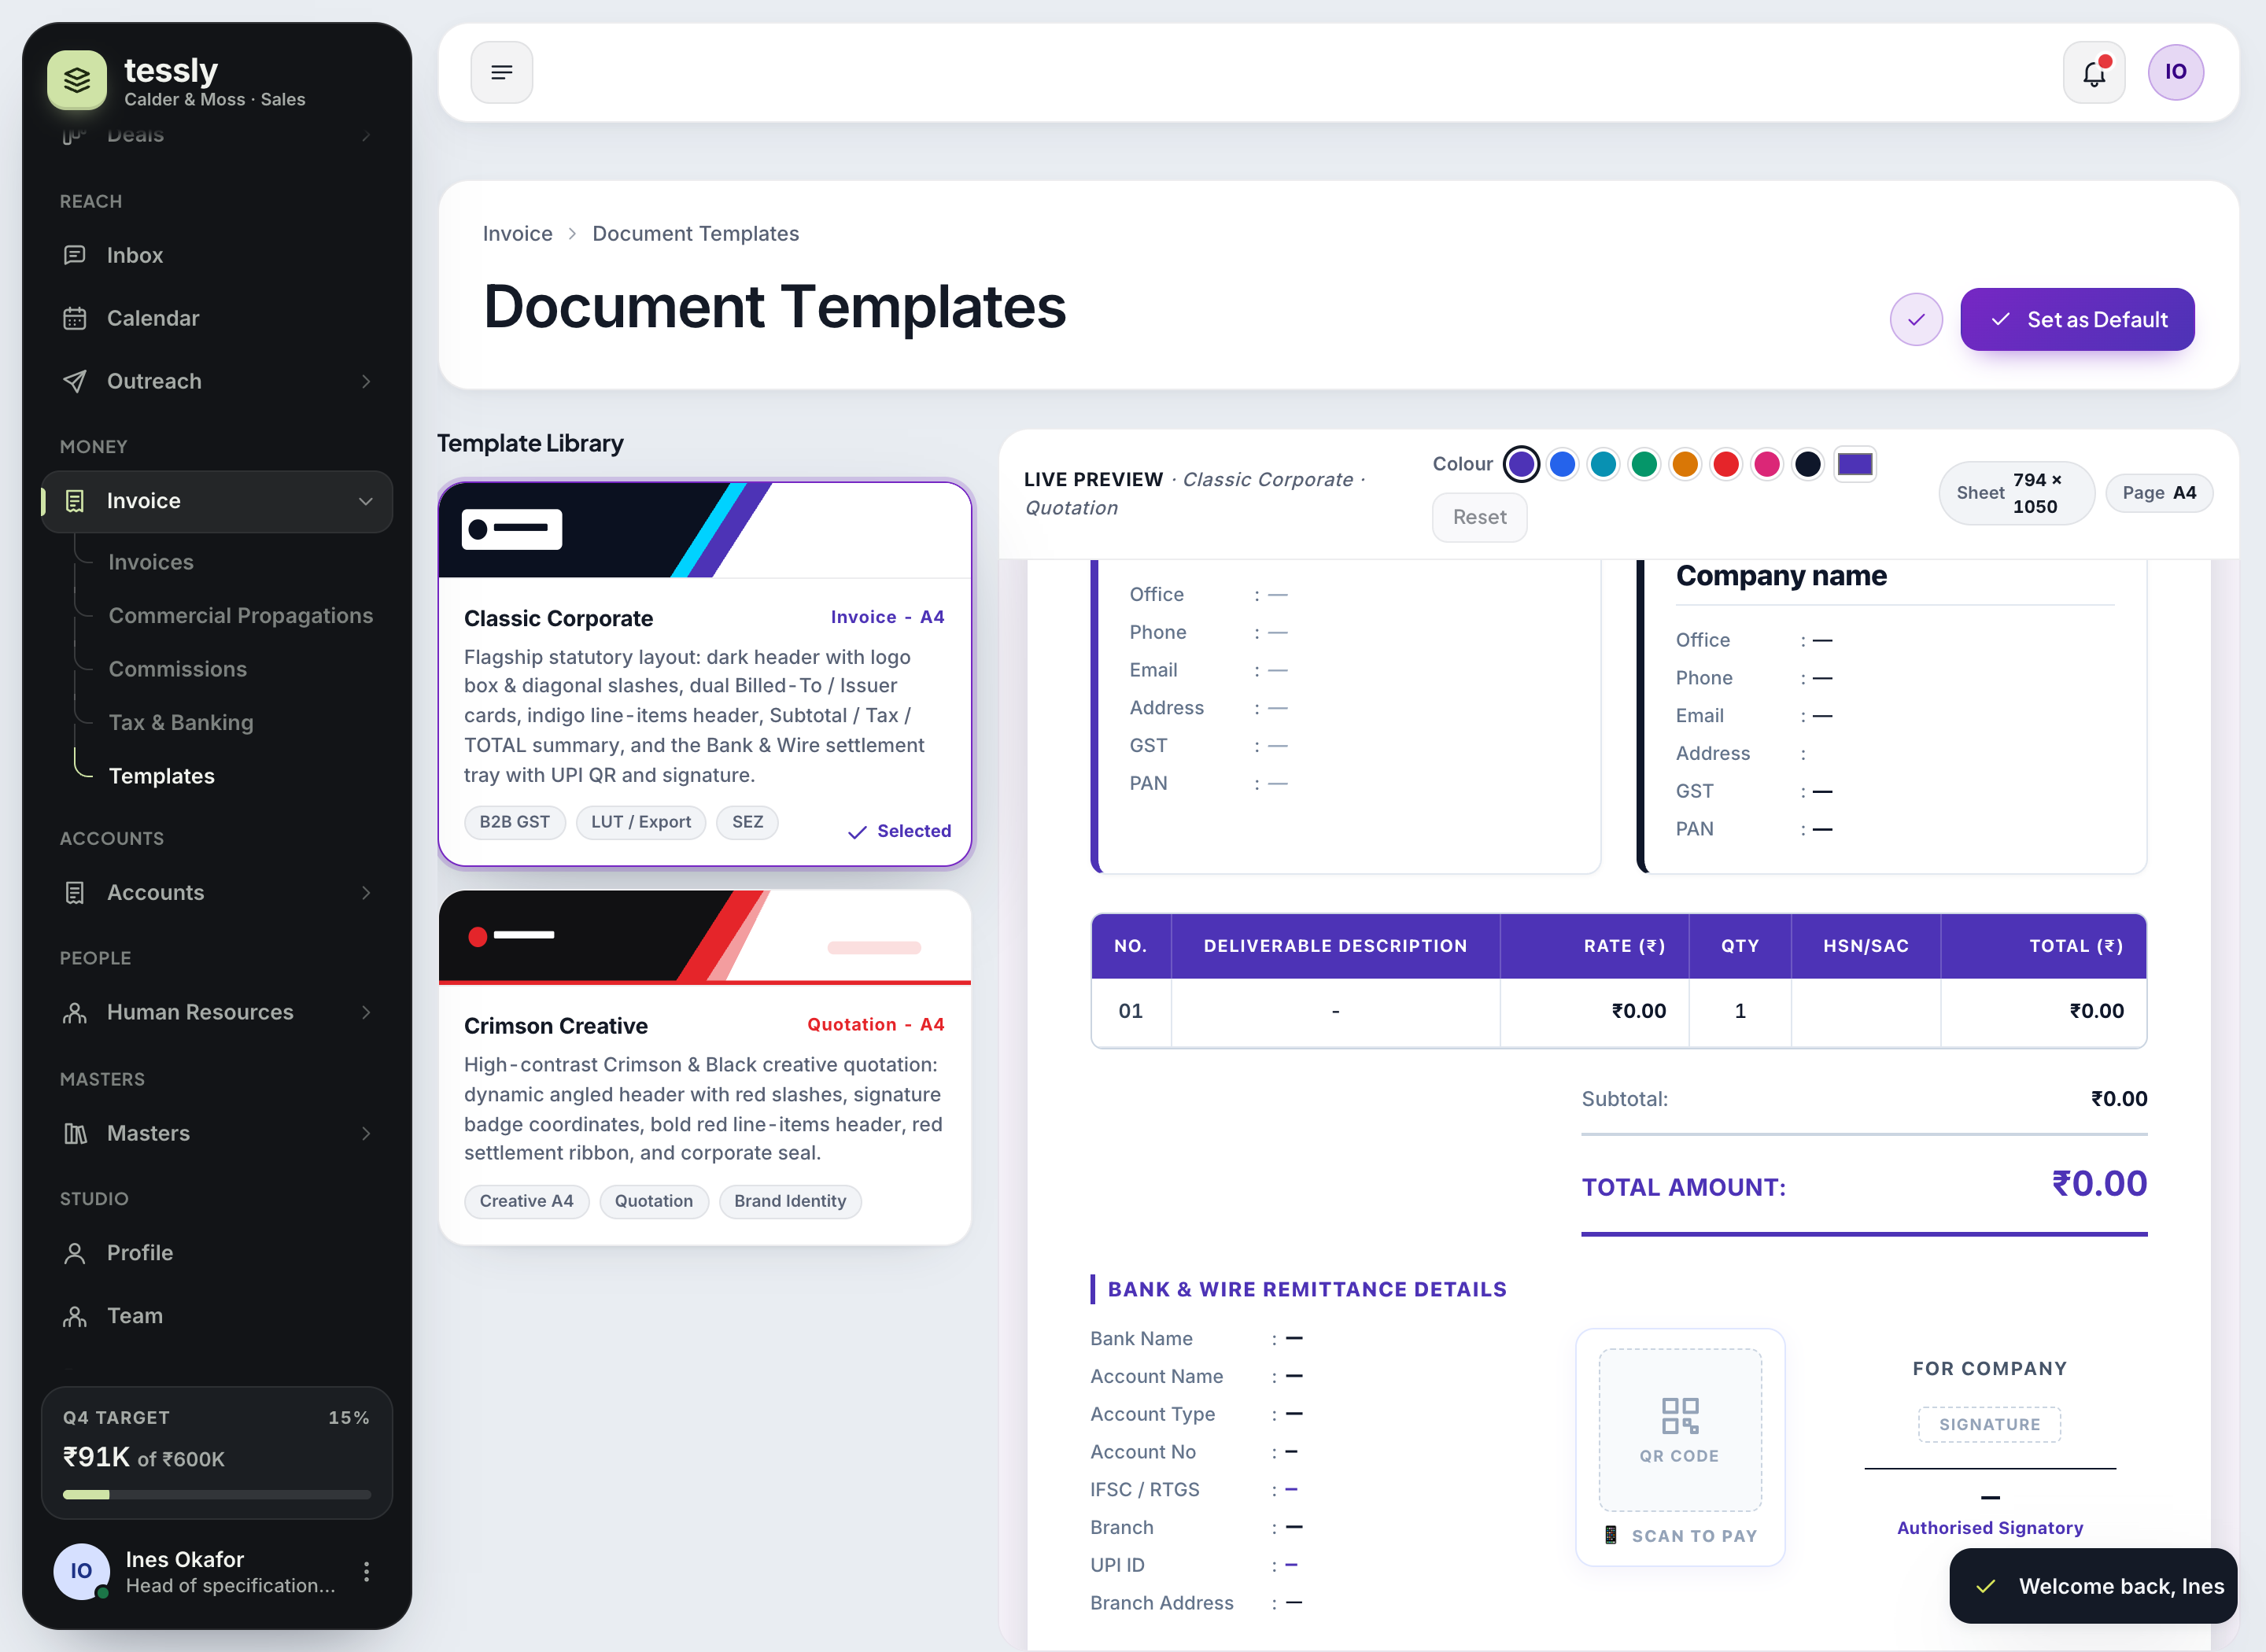 tessly
Calder & Moss · Sales
Deals
REACH
Inbox
Calendar
Outreach
MONEY
Invoice
Invoices
Commercial Propagations
Commissions
Tax & Banking
Templates
ACCOUNTS
Accounts
PEOPLE
Human Resources
MASTERS
Masters
STUDIO
Profile
Team
Q4 TARGET 15%
₹91K of ₹600K
IO
Ines Okafor
Head of specification...
IO
Invoice > Document Templates
Document Templates
Set as Default
Template Library
Classic Corporate Invoice - A4
Flagship statutory layout: dark header with logo
box & diagonal slashes, dual Billed-To / Issuer
cards, indigo line-items header, Subtotal / Tax /
TOTAL summary, and the Bank & Wire settlement
tray with UPI QR and signature.
B2B GST LUT / Export SEZ
Selected
Crimson Creative Quotation - A4
High-contrast Crimson & Black creative quotation:
dynamic angled header with red slashes, signature
badge coordinates, bold red line-items header, red
settlement ribbon, and corporate seal.
Creative A4 Quotation Brand Identity
LIVE PREVIEW · Classic Corporate ·
Quotation
Colour
Reset
Sheet 794 ×
1050
Page A4
Office : —
Phone : —
Email : —
Address : —
GST : —
PAN : —
Company name
Office : —
Phone : —
Email : —
Address :
GST : —
PAN : —
NO. DELIVERABLE DESCRIPTION RATE (₹) QTY HSN/SAC TOTAL (₹)
01 - ₹0.00 1 ₹0.00
Subtotal: ₹0.00
TOTAL AMOUNT: ₹0.00
BANK & WIRE REMITTANCE DETAILS
Bank Name : —
Account Name : —
Account Type : —
Account No : –
IFSC / RTGS : –
Branch : —
UPI ID : –
Branch Address : —
QR CODE
SCAN TO PAY
FOR COMPANY
SIGNATURE
—
Authorised Signatory
Welcome back, Ines